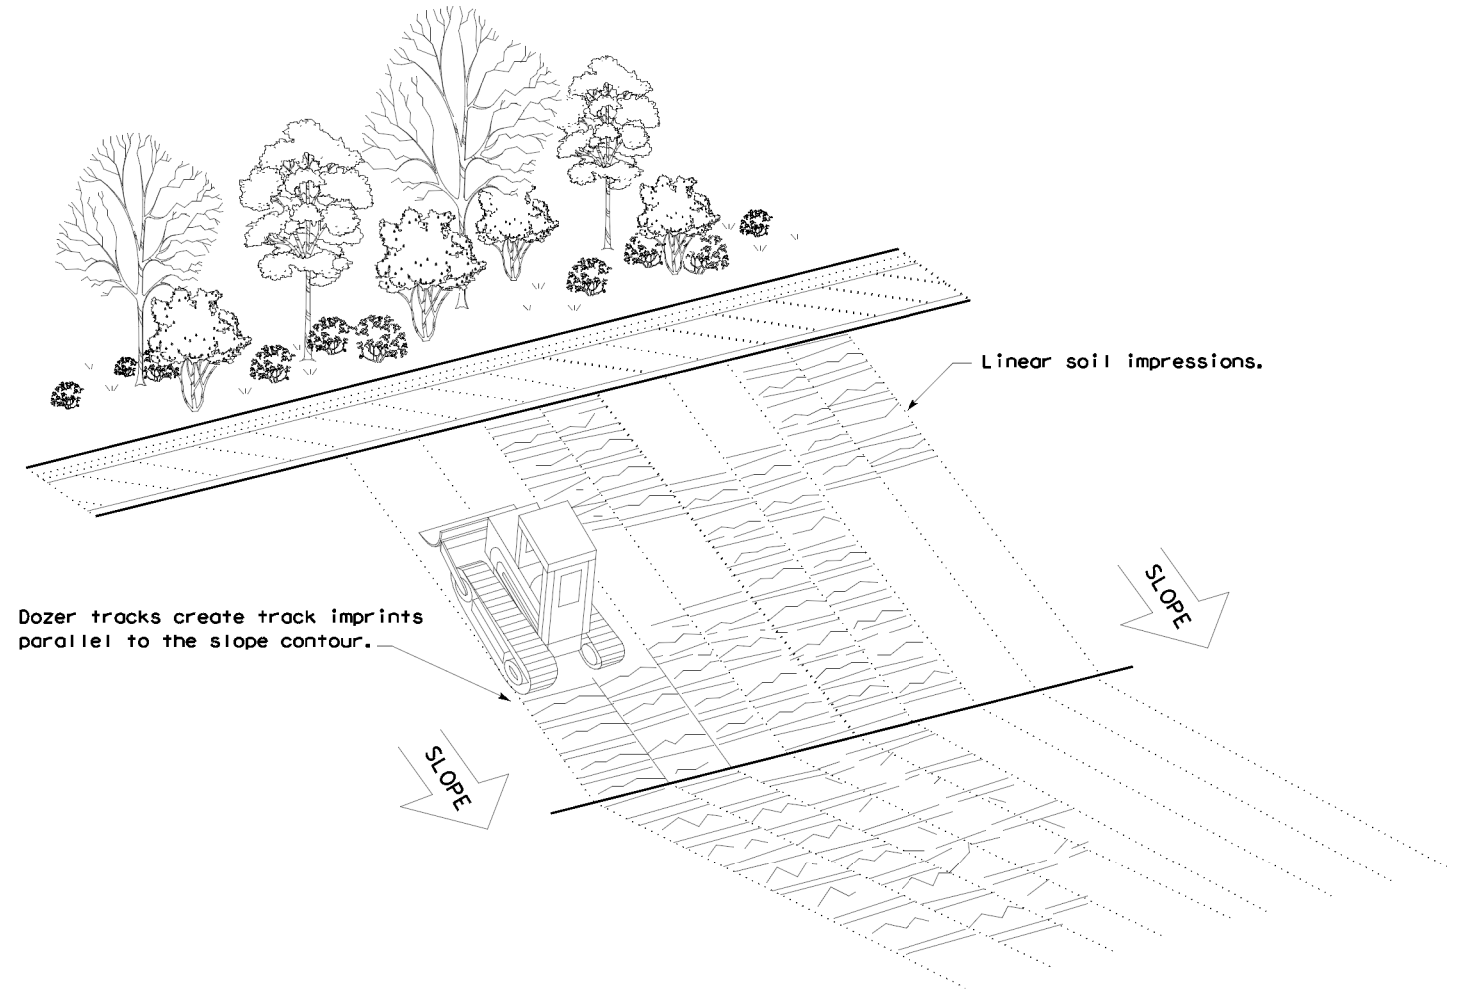 Linear soil impressions.
SLOPE
Dozer tracks create track imprints
parallel to the slope contour.
SLOPE